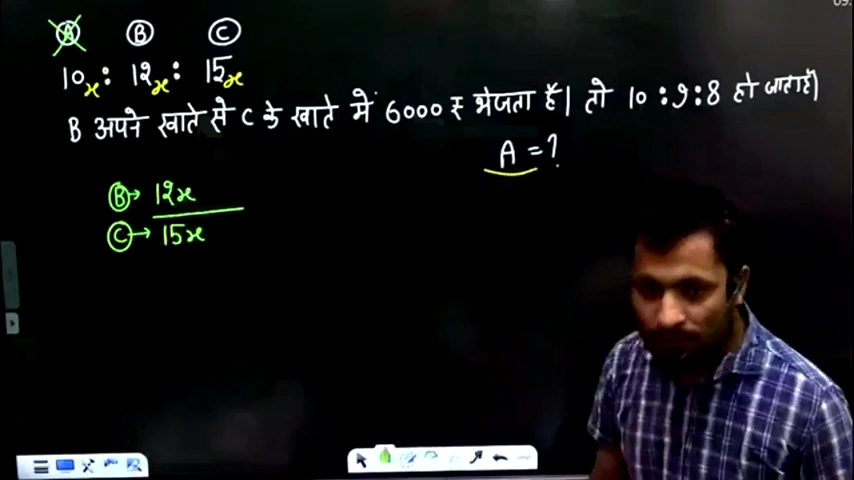 A B C
10x : 12x : 15x
B अपने खाते से C के खाते में 6000 ₹ भेजता हैं। तो 10 : 9 : 8 हो जाता है।
A = ?
B → 12x
C → 15x